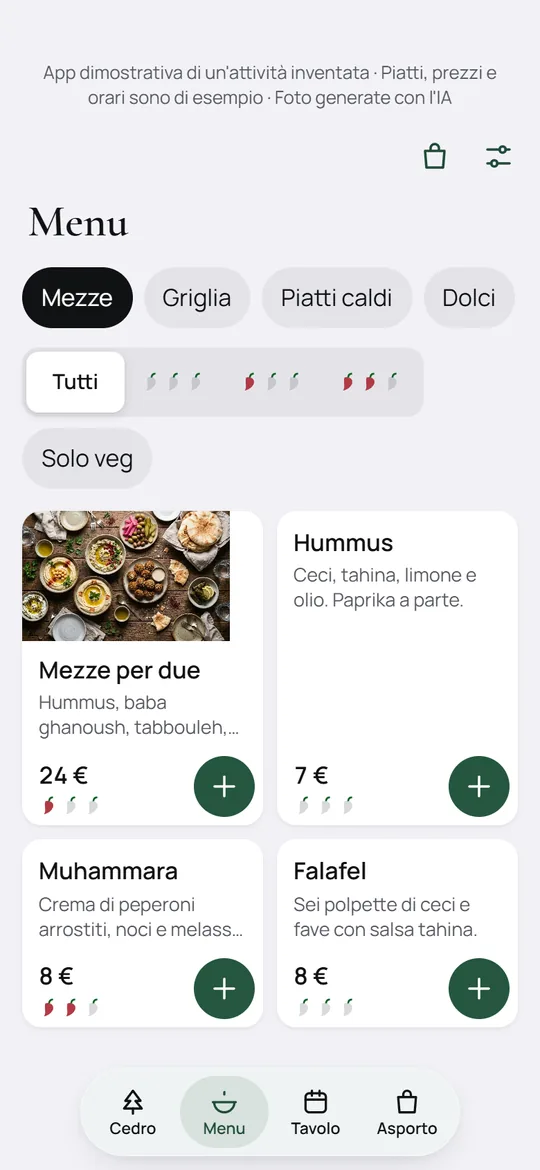 App dimostrativa di un'attività inventata · Piatti, prezzi e
orari sono di esempio · Foto generate con l'IA
Menu
Mezze
Griglia
Piatti caldi
Dolci
Tutti
Solo veg
Mezze per due
Hummus, baba
ghanoush, tabbouleh,…
24 €
Hummus
Ceci, tahina, limone e
olio. Paprika a parte.
7 €
Muhammara
Crema di peperoni
arrostiti, noci e melass…
8 €
Falafel
Sei polpette di ceci e
fave con salsa tahina.
8 €
Cedro
Menu
Tavolo
Asporto